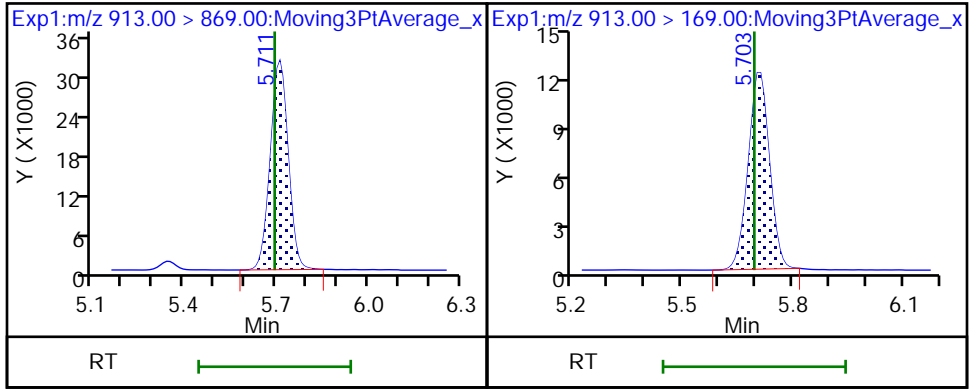 Exp1:m/z 913.00 > 869.00:Moving3PtAverage_x
36
30
24
18
12
6
0
Y ( X1000)
5.711
5.1 5.4 5.7 6.0 6.3
Min
RT
Exp1:m/z 913.00 > 169.00:Moving3PtAverage_x
15
12
9
6
3
0
Y ( X1000)
5.703
5.2 5.5 5.8 6.1
Min
RT